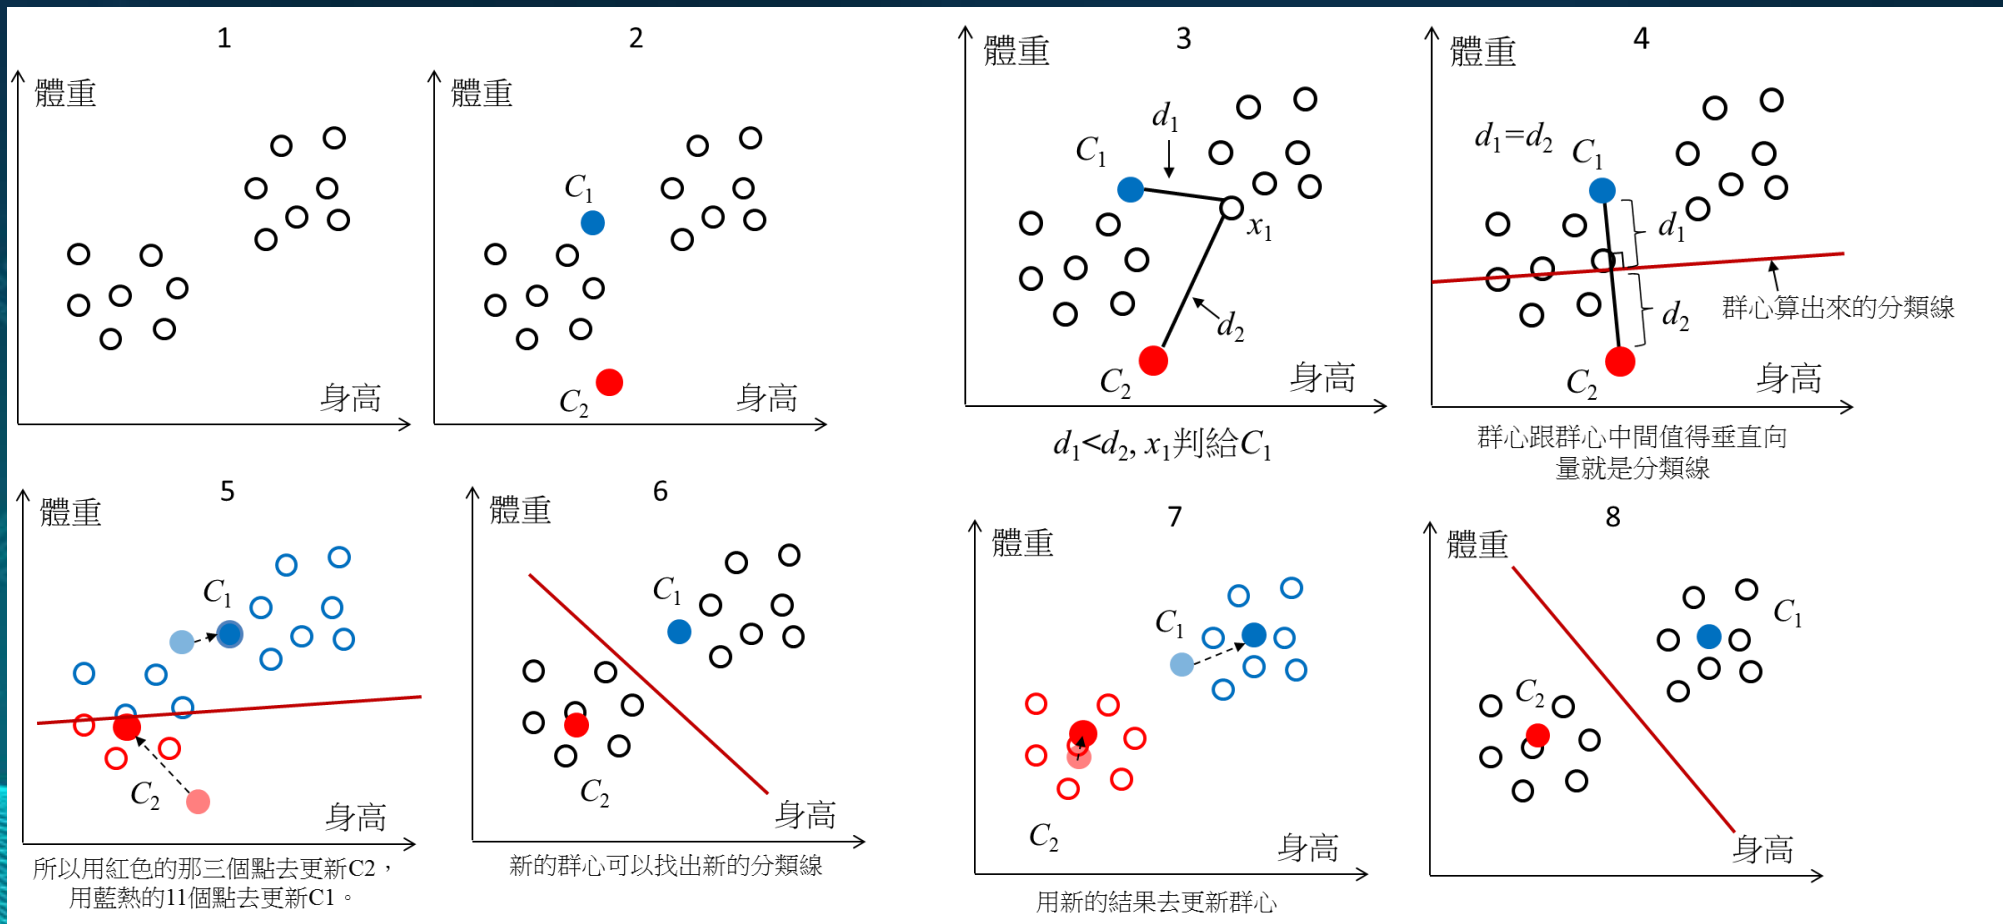 1
體重
身高
2
體重
C1
C2
身高
3
體重
d1
C1
x1
d2
C2
身高
d1<d2, x1判給C1
4
體重
d1=d2
C1
d1
d2
群心算出來的分類線
C2
身高
群心跟群心中間值得垂直向
量就是分類線
5
體重
C1
C2
身高
所以用紅色的那三個點去更新C2，
用藍熱的11個點去更新C1。
6
體重
C1
C2
身高
新的群心可以找出新的分類線
7
體重
C1
C2
身高
用新的結果去更新群心
8
體重
C1
C2
身高